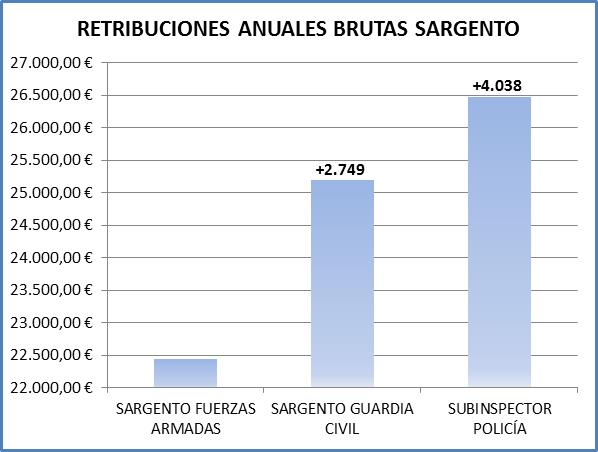 RETRIBUCIONES ANUALES BRUTAS SARGENTO
27.000,00 €
26.500,00 €
26.000,00 €
25.500,00 €
25.000,00 €
24.500,00 €
24.000,00 €
23.500,00 €
23.000,00 €
22.500,00 €
22.000,00 €
+2.749
+4.038
SARGENTO FUERZAS
ARMADAS
SARGENTO GUARDIA
CIVIL
SUBINSPECTOR
POLICÍA